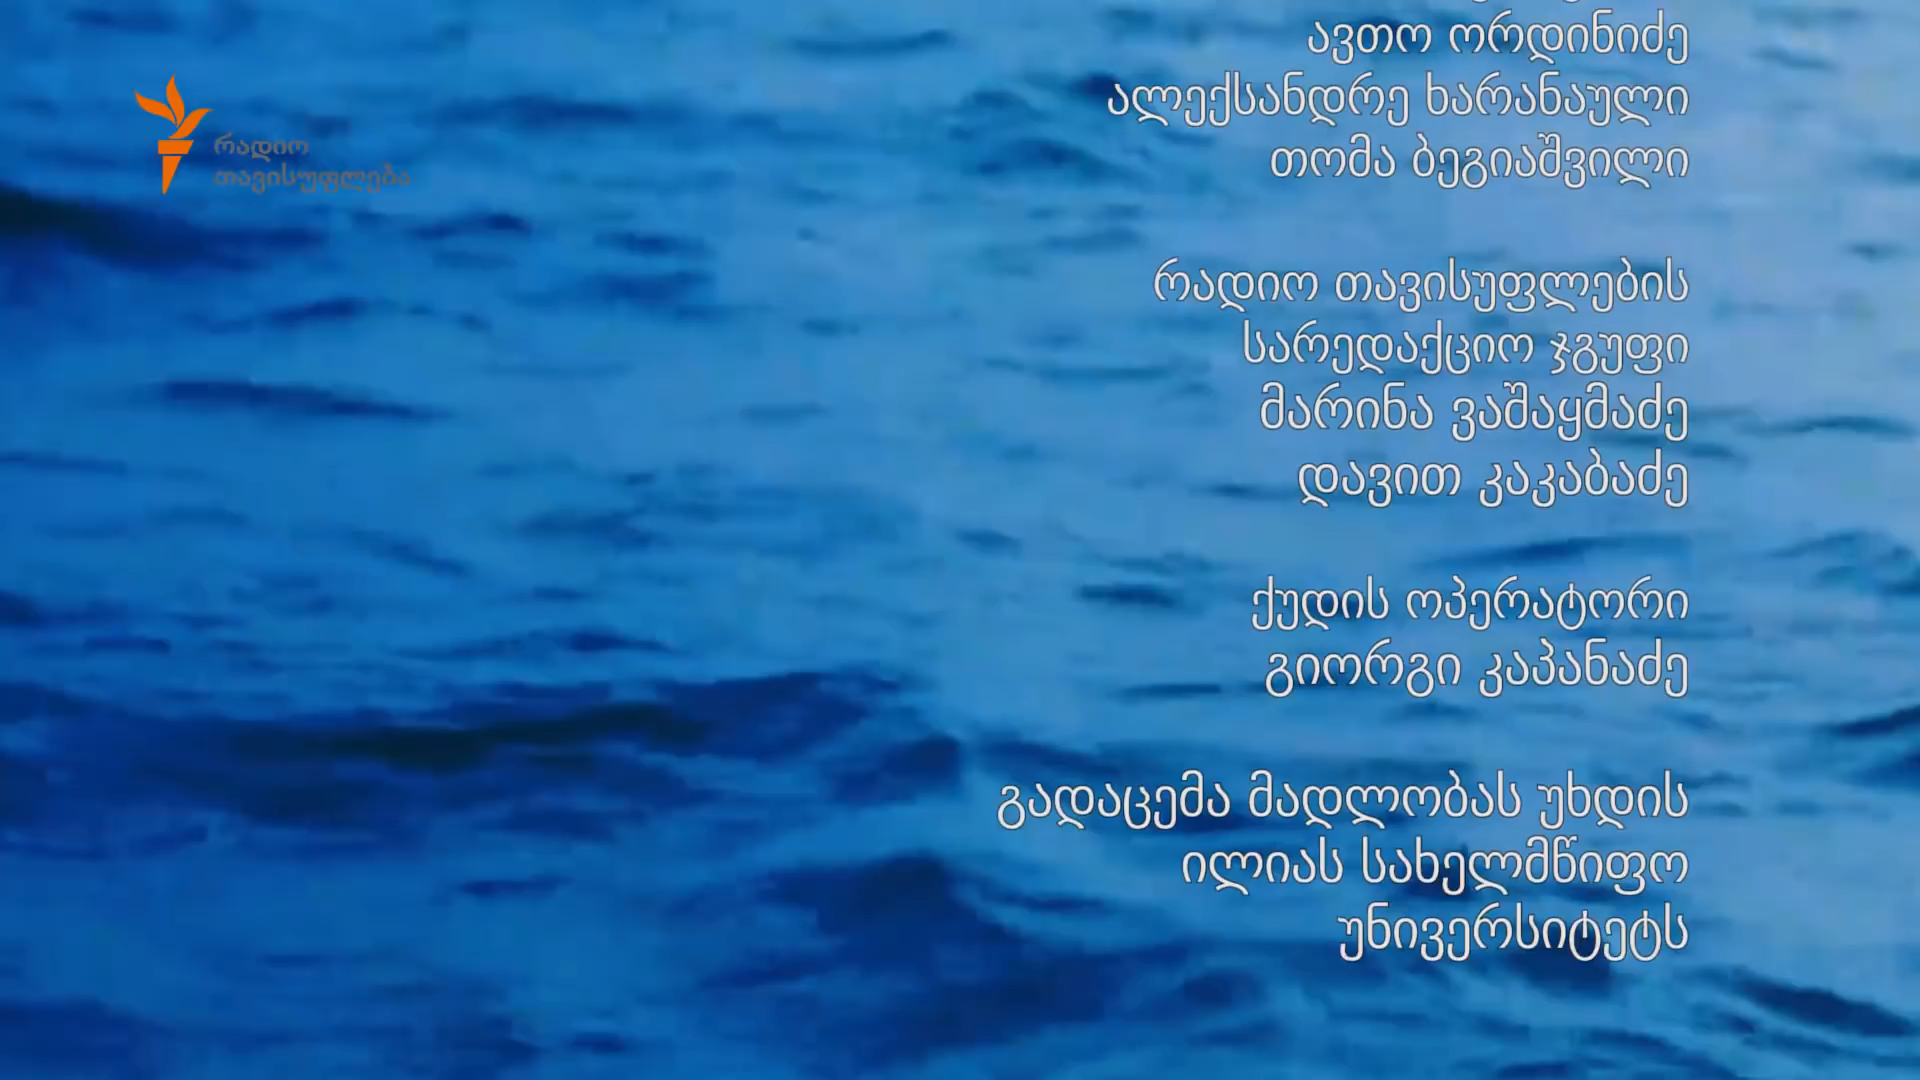 რადიო
თავისუფლება
ავთო ორდინიძე
ალექსანდრე ხარანაული
თომა ბეგიაშვილი
რადიო თავისუფლების
სარედაქციო ჯგუფი
მარინა ვაშაყმაძე
დავით კაკაბაძე
ქუდის ოპერატორი
გიორგი კაპანაძე
გადაცემა მადლობას უხდის
ილიას სახელმწიფო
უნივერსიტეტს